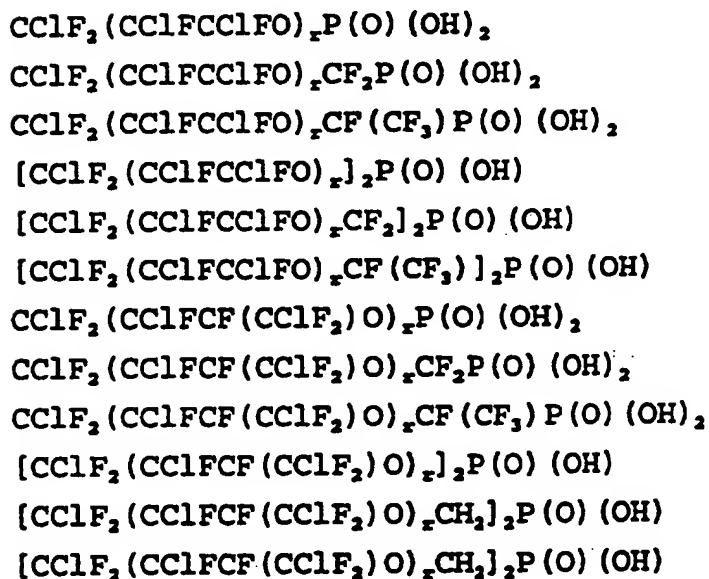 CClF₂(CClFCClFO)ᵣP(O)(OH)₂
CClF₂(CClFCClFO)ᵣCF₂P(O)(OH)₂
CClF₂(CClFCClFO)ᵣCF(CF₃)P(O)(OH)₂
[CClF₂(CClFCClFO)ᵣ]₂P(O)(OH)
[CClF₂(CClFCClFO)ᵣCF₂]₂P(O)(OH)
[CClF₂(CClFCClFO)ᵣCF(CF₃)]₂P(O)(OH)
CClF₂(CClFCF(CClF₂)O)ᵣP(O)(OH)₂
CClF₂(CClFCF(CClF₂)O)ᵣCF₂P(O)(OH)₂
CClF₂(CClFCF(CClF₂)O)ᵣCF(CF₃)P(O)(OH)₂
[CClF₂(CClFCF(CClF₂)O)ᵣ]₂P(O)(OH)
[CClF₂(CClFCF(CClF₂)O)ᵣCH₂]₂P(O)(OH)
[CClF₂(CClFCF(CClF₂)O)ᵣCH₂]₂P(O)(OH)